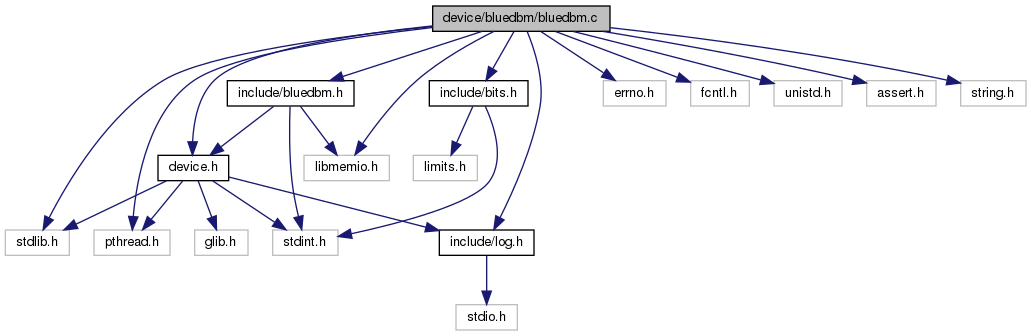 device/bluedbm/bluedbm.c
include/bluedbm.h
include/bits.h
errno.h
fcntl.h
unistd.h
assert.h
string.h
device.h
libmemio.h
limits.h
stdlib.h
pthread.h
glib.h
stdint.h
include/log.h
stdio.h